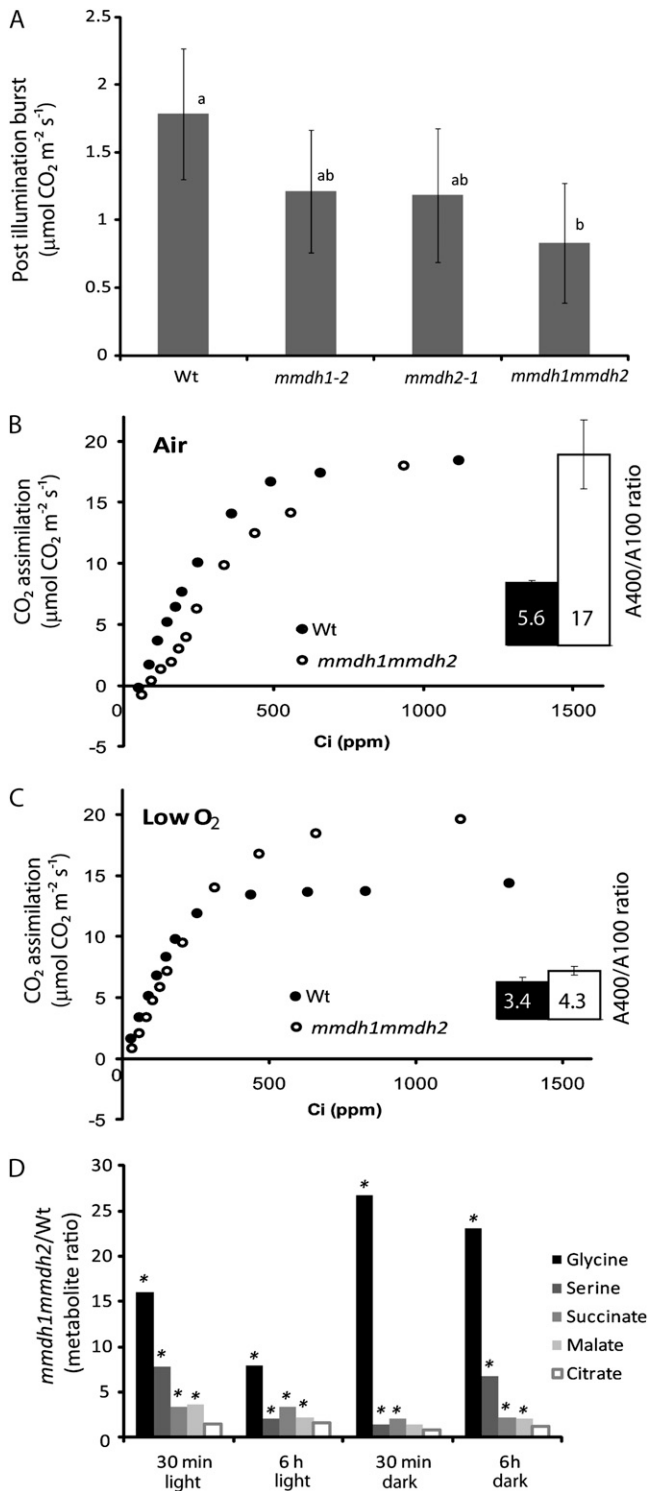 A
Post illumination burst
(µmol CO₂ m⁻² s⁻¹)
2.5
2
1.5
1
0.5
0
a
ab
ab
b
Wt
mmdh1-2
mmdh2-1
mmdh1mmdh2
B
Air
CO₂ assimilation
(µmol CO₂ m⁻² s⁻¹)
20
15
10
5
0
-5
0
500
1000
1500
Ci (ppm)
Wt
mmdh1mmdh2
5.6
17
A400/A100 ratio
C
Low O₂
CO₂ assimilation
(µmol CO₂ m⁻² s⁻¹)
20
15
10
5
0
-5
0
500
1000
1500
Ci (ppm)
Wt
mmdh1mmdh2
3.4
4.3
A400/A100 ratio
D
mmdh1mmdh2/Wt
(metabolite ratio)
30
25
20
15
10
5
0
* * * *
* * * *
* * *
* * * *
Glycine
Serine
Succinate
Malate
Citrate
30 min
light
6 h
light
30 min
dark
6h
dark